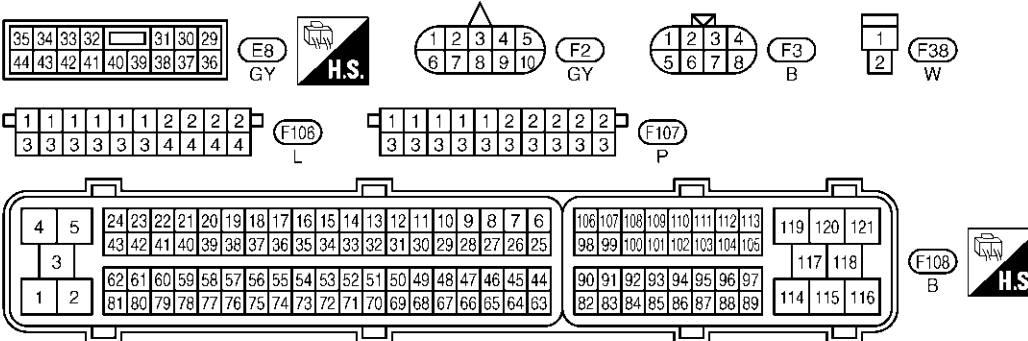 35 34 33 32 31 30 29
44 43 42 41 40 39 38 37 36
E8
GY
H.S.
1 2 3 4 5
6 7 8 9 10
F2
GY
1 2 3 4
5 6 7 8
F3
B
1
2
F38
W
1 1 1 1 1 1 2 2 2 2
3 3 3 3 3 3 4 4 4 4
F106
L
1 1 1 1 1 2 2 2 2 2
3 3 3 3 3 3 3 3 3 3
F107
P
4 5
3
1 2
24 23 22 21 20 19 18 17 16 15 14 13 12 11 10 9 8 7 6
43 42 41 40 39 38 37 36 35 34 33 32 31 30 29 28 27 26 25
62 61 60 59 58 57 56 55 54 53 52 51 50 49 48 47 46 45 44
81 80 79 78 77 76 75 74 73 72 71 70 69 68 67 66 65 64 63
106 107 108 109 110 111 112 113
98 99 100 101 102 103 104 105
90 91 92 93 94 95 96 97
82 83 84 85 86 87 88 89
119 120 121
117 118
114 115 116
F108
B
H.S